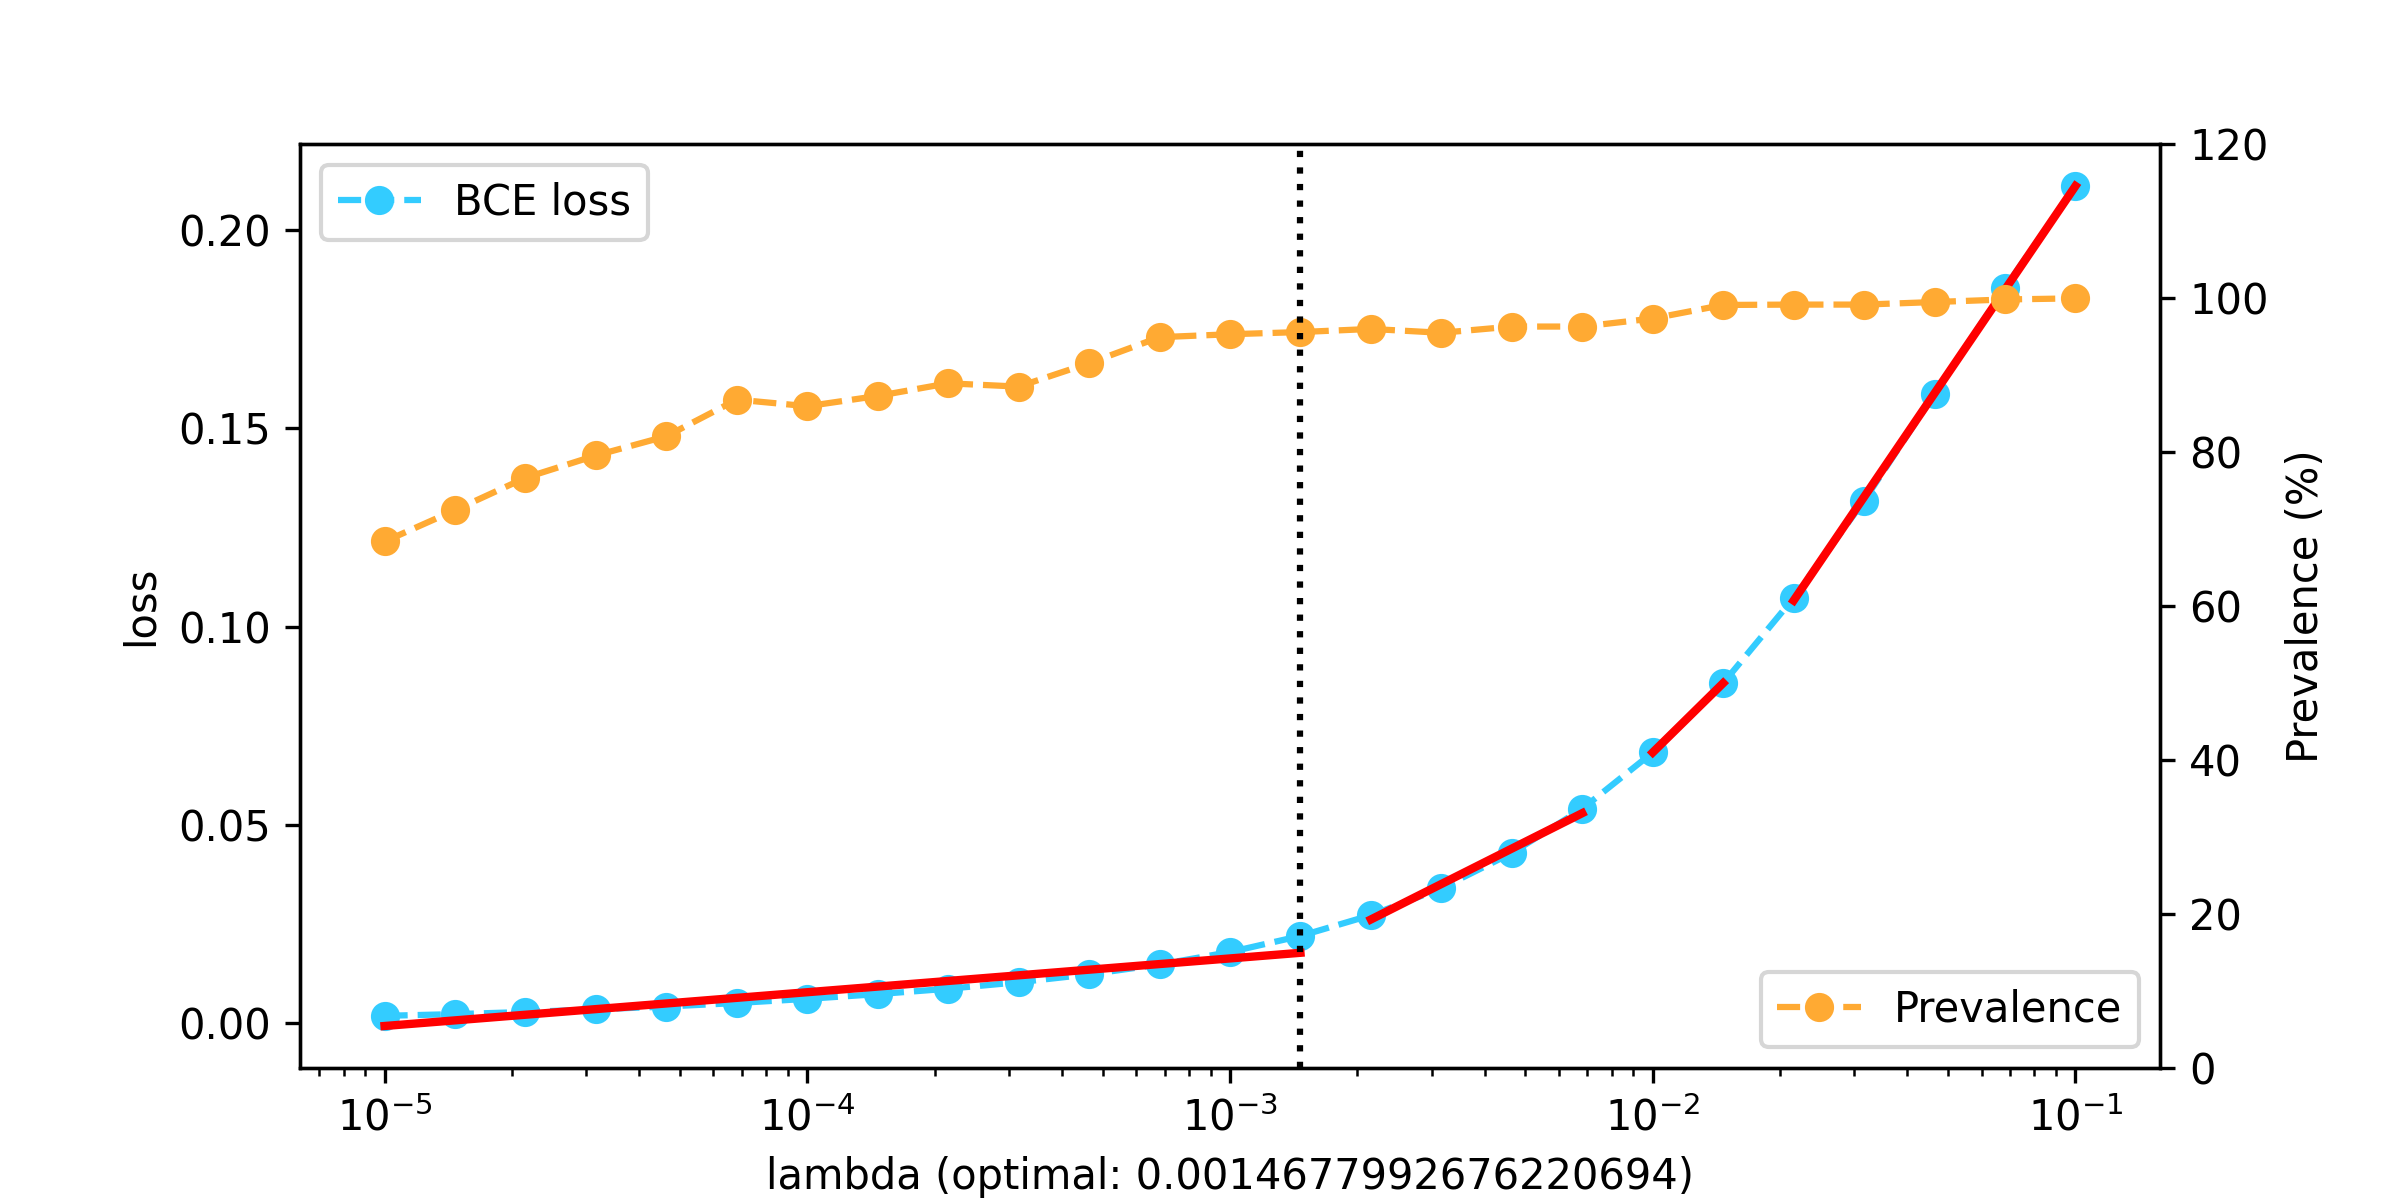 BCE loss
120
100
80
60
40
20
0
Prevalence (%)
0.20
0.15
0.10
0.05
0.00
loss
Prevalence
10⁻⁵ 10⁻⁴ 10⁻³ 10⁻² 10⁻¹
lambda (optimal: 0.0014677992676220694)